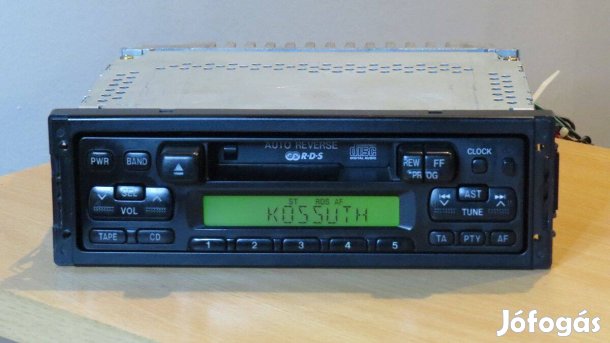 AUTO REVERSE
R·D·S
DISC
DIGITAL AUDIO
PWR
BAND
REW
FF
PROG
CLOCK
SEL
VOL
ST RDS AF
KOSSUTH
AST
TUNE
TAPE
CD
1 2 3 4 5
TA
PTY
AF
Jófogás